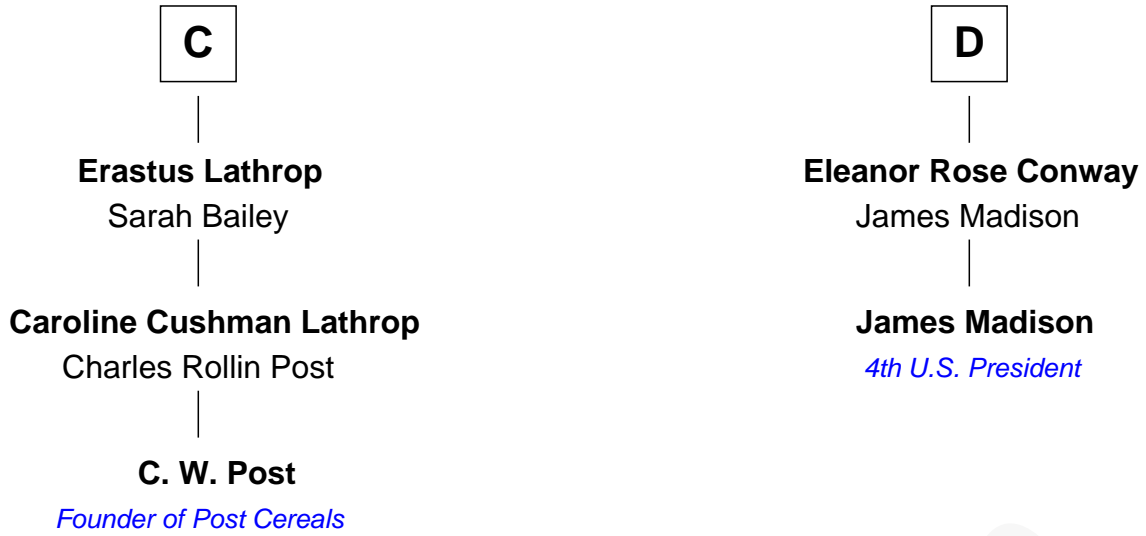 C
Erastus Lathrop
Sarah Bailey
Caroline Cushman Lathrop
Charles Rollin Post
C. W. Post
Founder of Post Cereals
D
Eleanor Rose Conway
James Madison
James Madison
4th U.S. President